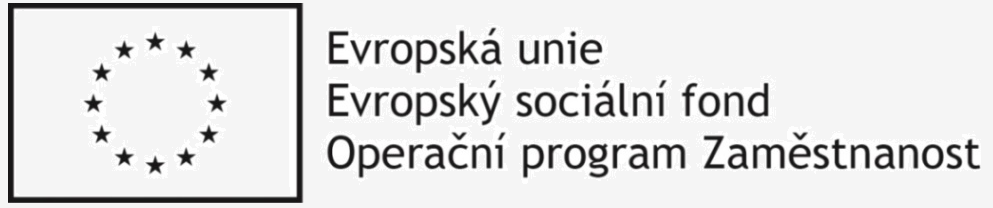 Evropská unie
Evropský sociální fond
Operační program Zaměstnanost